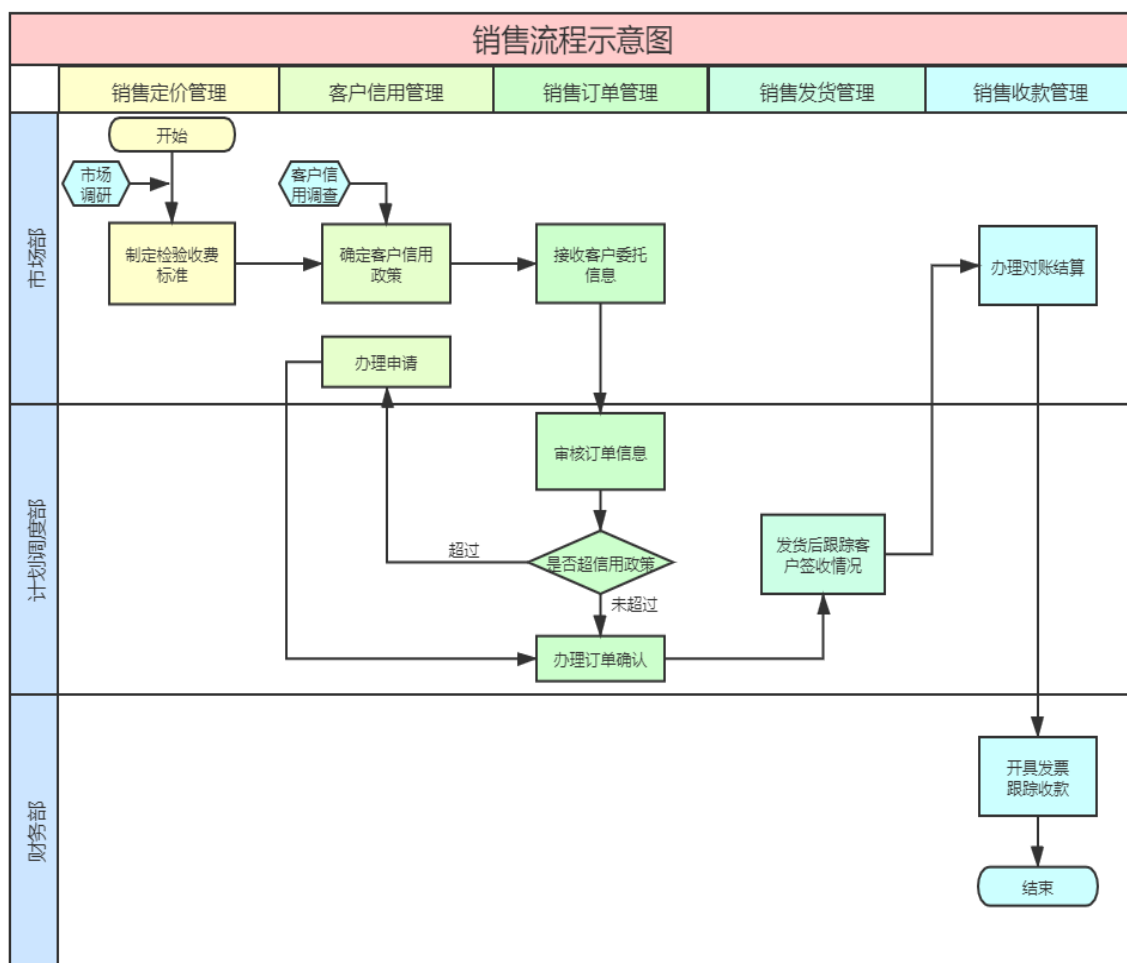 销售流程示意图
销售定价管理
客户信用管理
销售订单管理
销售发货管理
销售收款管理
市场部
开始
市场
调研
客户信
用调查
制定检验收费
标准
确定客户信用
政策
接收客户委托
信息
办理对账结算
办理申请
计划调度部
审核订单信息
超过
是否超信用政策
发货后跟踪客
户签收情况
未超过
办理订单确认
财务部
开具发票
跟踪收款
结束